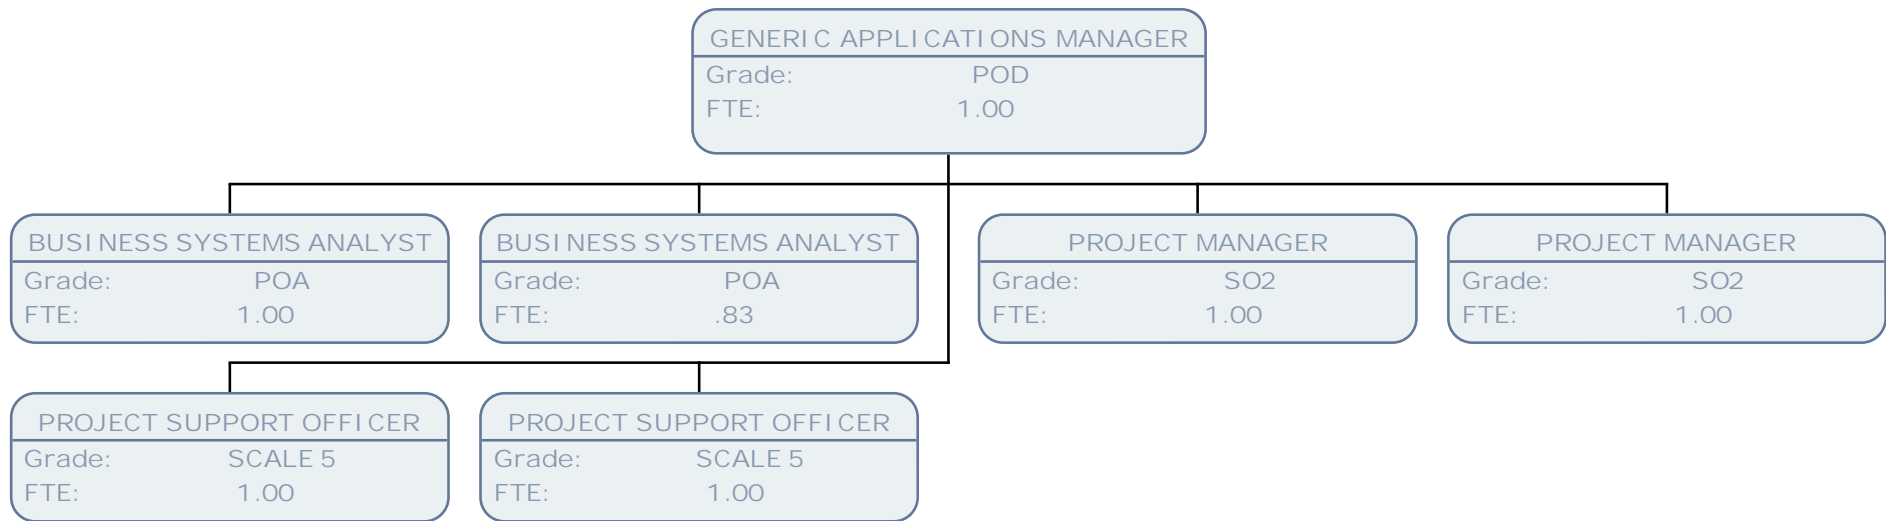 GENERIC APPLICATIONS MANAGER
Grade: POD
FTE: 1.00
BUSINESS SYSTEMS ANALYST
Grade: POA
FTE: 1.00
BUSINESS SYSTEMS ANALYST
Grade: POA
FTE: .83
PROJECT MANAGER
Grade: SO2
FTE: 1.00
PROJECT MANAGER
Grade: SO2
FTE: 1.00
PROJECT SUPPORT OFFICER
Grade: SCALE 5
FTE: 1.00
PROJECT SUPPORT OFFICER
Grade: SCALE 5
FTE: 1.00